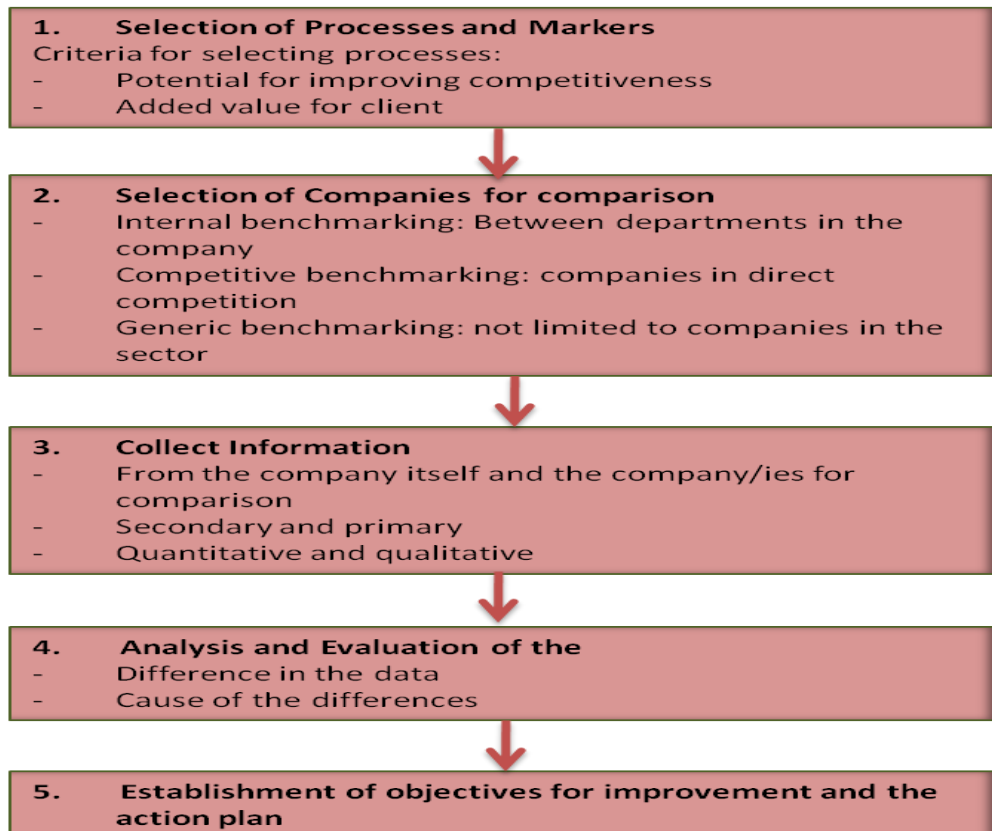 1. Selection of Processes and Markers
Criteria for selecting processes:
- Potential for improving competitiveness
- Added value for client
2. Selection of Companies for comparison
- Internal benchmarking: Between departments in the
company
- Competitive benchmarking: companies in direct
competition
- Generic benchmarking: not limited to companies in the
sector
3. Collect Information
- From the company itself and the company/ies for
comparison
- Secondary and primary
- Quantitative and qualitative
4. Analysis and Evaluation of the
- Difference in the data
- Cause of the differences
5. Establishment of objectives for improvement and the
action plan